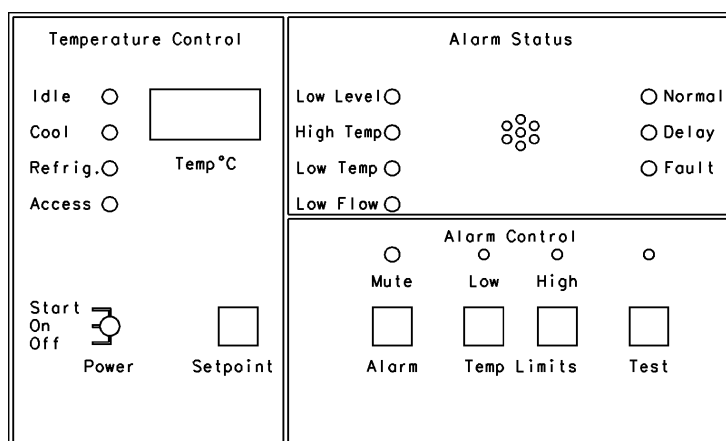 Temperature Control
Idle
Cool
Refrig.
Access
Temp°C
Start
On
Off
Power
Setpoint
Alarm Status
Low Level
High Temp
Low Temp
Low Flow
Normal
Delay
Fault
Alarm Control
Mute Low High
Alarm Temp Limits Test